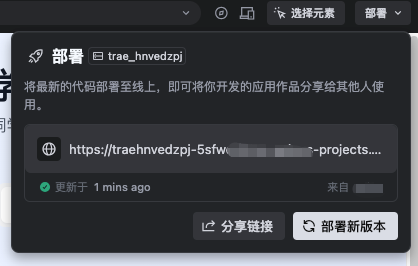 选择元素 部署
部署 trae_hnvedzpj
将最新的代码部署至线上，即可将你开发的应用作品分享给其他人使
用。
https://traehnvedzpj-5sfw -projects....
更新于 1 mins ago 来自
分享链接 部署新版本